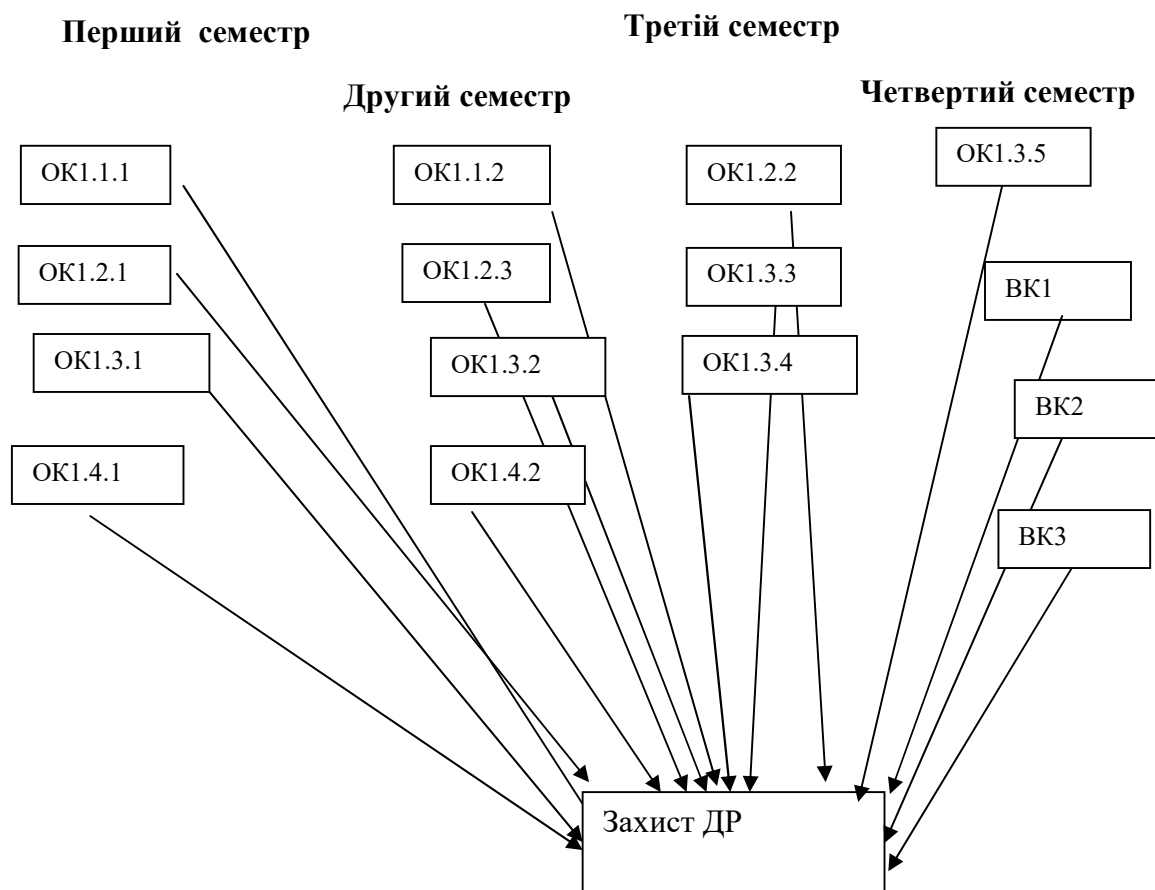 Перший семестр
Третій семестр
Другий семестр
Четвертий семестр
ОК1.1.1
ОК1.1.2
ОК1.2.2
ОК1.3.5
ОК1.2.1
ОК1.2.3
ОК1.3.3
ВК1
ОК1.3.1
ОК1.3.2
ОК1.3.4
ВК2
ОК1.4.1
ОК1.4.2
ВК3
Захист ДР